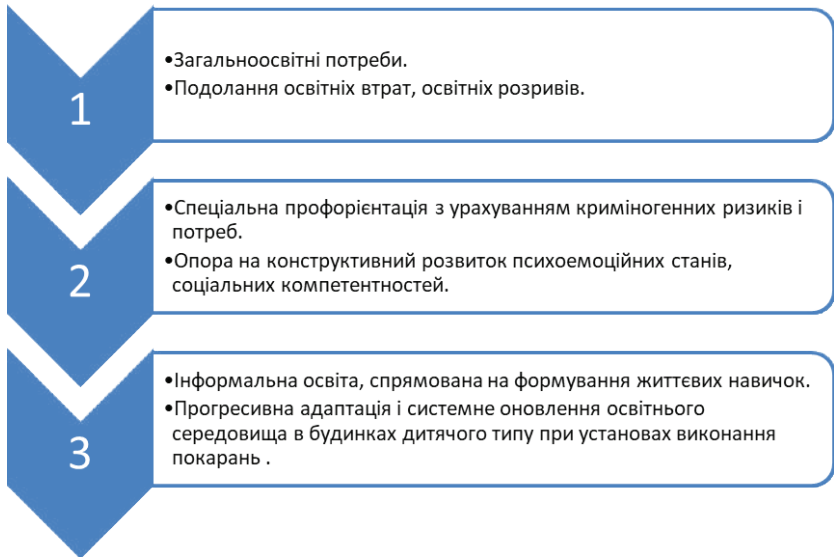 1
•Загальноосвітні потреби.
•Подолання освітніх втрат, освітніх розривів.
2
•Спеціальна профорієнтація з урахуванням криміногенних ризиків і
потреб.
•Опора на конструктивний розвиток психоемоційних станів,
соціальних компетентностей.
3
•Інформальна освіта, спрямована на формування життєвих навичок.
•Прогресивна адаптація і системне оновлення освітнього
середовища в будинках дитячого типу при установах виконання
покарань .